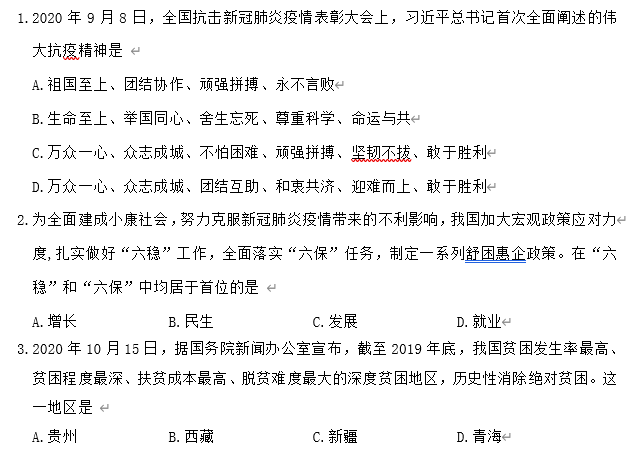 1.2020 年 9 月 8 日，全国抗击新冠肺炎疫情表彰大会上，习近平总书记首次全面阐述的伟
大抗疫精神是
A.祖国至上、团结协作、顽强拼搏、永不言败
B.生命至上、举国同心、舍生忘死、尊重科学、命运与共
C.万众一心、众志成城、不怕困难、顽强拼搏、坚韧不拔、敢于胜利
D.万众一心、众志成城、团结互助、和衷共济、迎难而上、敢于胜利
2.为全面建成小康社会,努力克服新冠肺炎疫情带来的不利影响,我国加大宏观政策应对力
度,扎实做好“六稳”工作，全面落实“六保”任务，制定一系列舒困惠企政策。在“六
稳”和“六保”中均居于首位的是
A.增长 B.民生 C.发展 D.就业
3.2020 年 10 月 15 日，据国务院新闻办公室宣布，截至 2019 年底，我国贫困发生率最高、
贫困程度最深、扶贫成本最高、脱贫难度最大的深度贫困地区，历史性消除绝对贫困。这
一地区是
A.贵州 B.西藏 C.新疆 D.青海